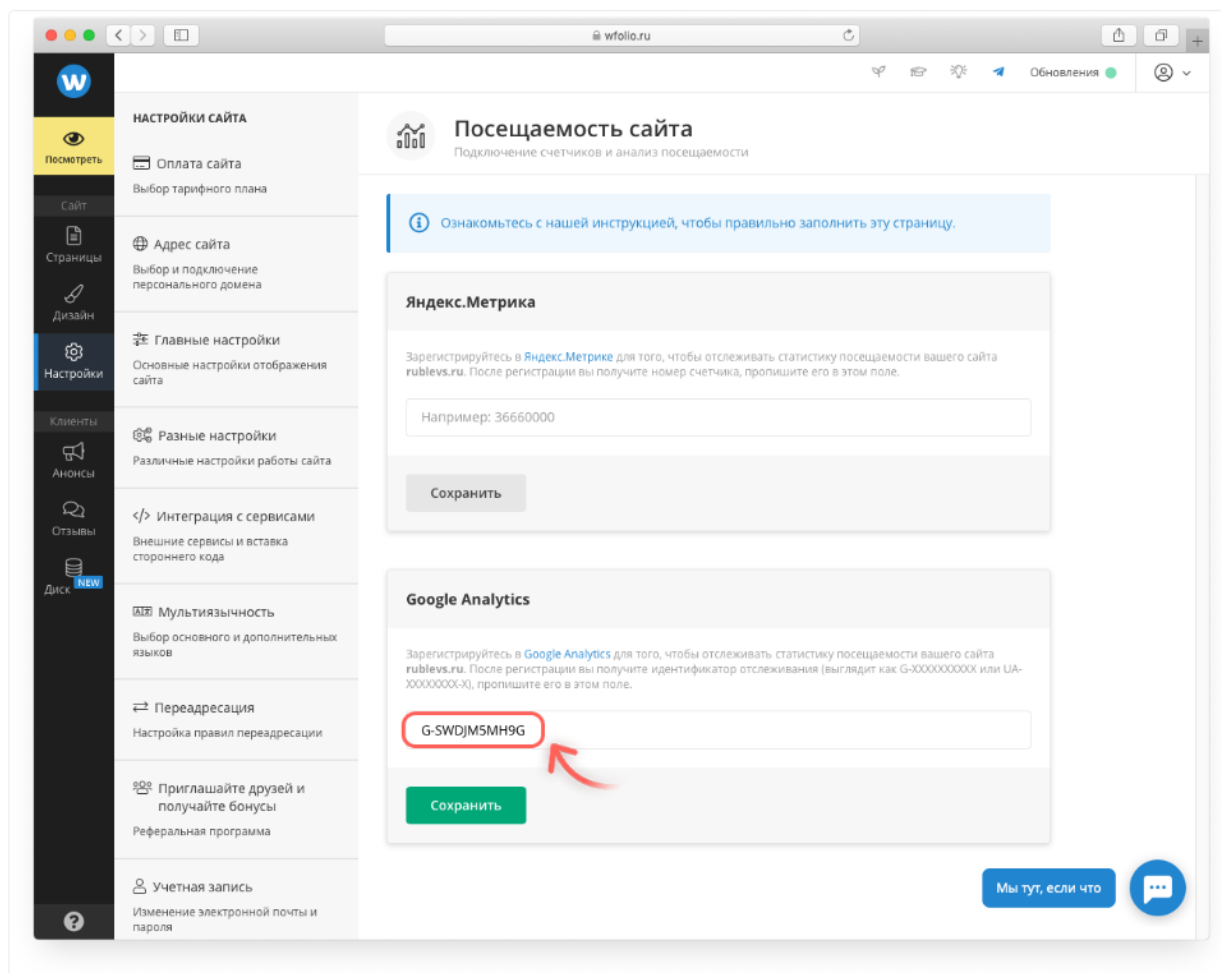 wfolio.ru
Обновления
w
Посмотреть
Сайт
Страницы
Дизайн
Настройки
Клиенты
Анонсы
Отзывы
Диск NEW
НАСТРОЙКИ САЙТА
Оплата сайта
Выбор тарифного плана
Адрес сайта
Выбор и подключение
персонального домена
Главные настройки
Основные настройки отображения
сайта
Разные настройки
Различные настройки работы сайта
</> Интеграция с сервисами
Внешние сервисы и вставка
стороннего кода
Мультиязычность
Выбор основного и дополнительных
языков
Переадресация
Настройка правил переадресации
Приглашайте друзей и
получайте бонусы
Реферальная программа
Учетная запись
Изменение электронной почты и
пароля
Посещаемость сайта
Подключение счетчиков и анализ посещаемости
Ознакомьтесь с нашей инструкцией, чтобы правильно заполнить эту страницу.
Яндекс.Метрика
Зарегистрируйтесь в Яндекс.Метрике для того, чтобы отслеживать статистику посещаемости вашего сайта
rublevs.ru. После регистрации вы получите номер счетчика, пропишите его в этом поле.
Например: 36660000
Сохранить
Google Analytics
Зарегистрируйтесь в Google Analytics для того, чтобы отслеживать статистику посещаемости вашего сайта
rublevs.ru. После регистрации вы получите идентификатор отслеживания (выглядит как G-XXXXXXXXXX или UA-
XXXXXXXX-X), пропишите его в этом поле.
G-SWDJM5MH9G
Сохранить
Мы тут, если что